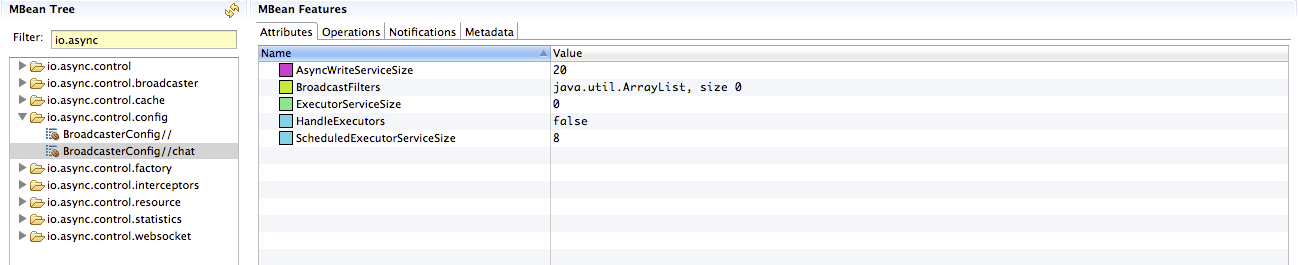 MBean Tree
Filter: io.async
io.async.control
io.async.control.broadcaster
io.async.control.cache
io.async.control.config
BroadcasterConfig//
BroadcasterConfig//chat
io.async.control.factory
io.async.control.interceptors
io.async.control.resource
io.async.control.statistics
io.async.control.websocket
MBean Features
Attributes Operations Notifications Metadata
Name Value
AsyncWriteServiceSize 20
BroadcastFilters java.util.ArrayList, size 0
ExecutorServiceSize 0
HandleExecutors false
ScheduledExecutorServiceSize 8